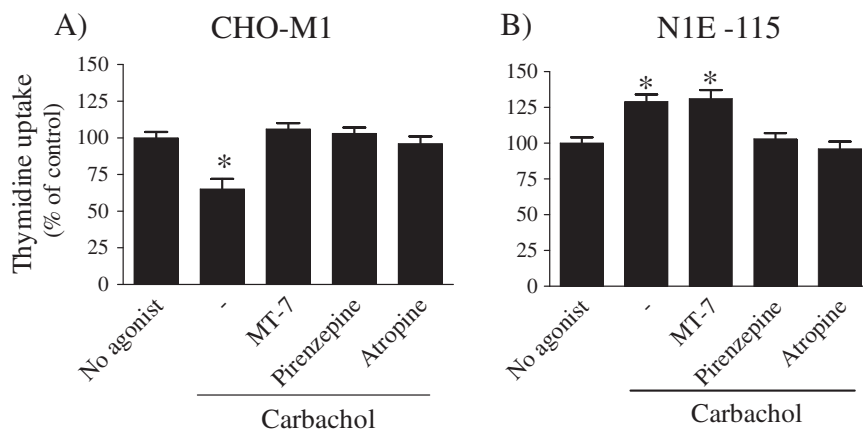 A) CHO-M1
Thymidine uptake
(% of control)
150
125
100
75
50
25
0
*
No agonist
-
MT-7
Pirenzepine
Atropine
Carbachol
B) N1E -115
150
125
100
75
50
25
0
* *
No agonist
-
MT-7
Pirenzepine
Atropine
Carbachol